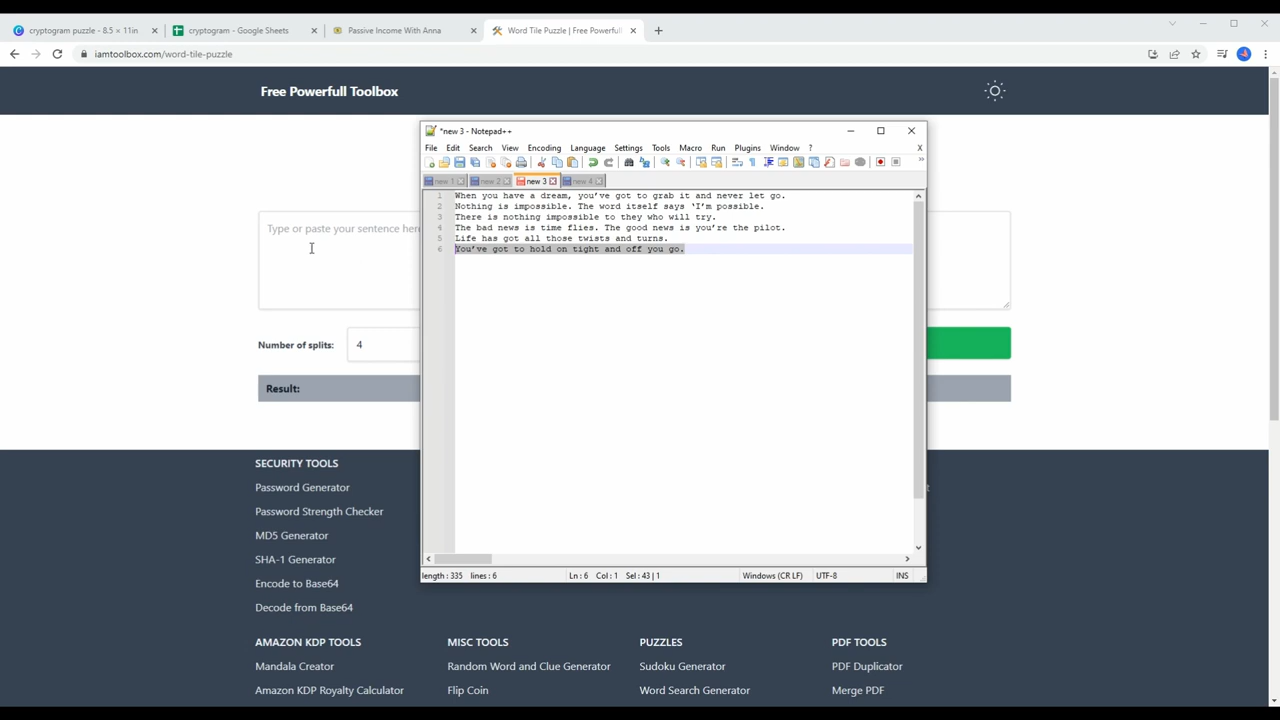 cryptogram puzzle - 8.5 × 11in
cryptogram - Google Sheets
Passive Income With Anna
Word Tile Puzzle | Free Powerfull
iamtoolbox.com/word-tile-puzzle
Free Powerfull Toolbox
*new 3 - Notepad++
File Edit Search View Encoding Language Settings Tools Macro Run Plugins Window ? X
new 1 new 2 new 3 new 4
1 When you have a dream, you've got to grab it and never let go.
2 Nothing is impossible. The word itself says 'I'm possible.
3 There is nothing impossible to they who will try.
4 The bad news is time flies. The good news is you're the pilot.
5 Life has got all those twists and turns.
6 You've got to hold on tight and off you go.
Type or paste your sentence her
Number of splits: 4
Result:
length : 335 lines : 6 Ln : 6 Col : 1 Sel : 43 | 1 Windows (CR LF) UTF-8 INS
SECURITY TOOLS
Password Generator
Password Strength Checker
MD5 Generator
SHA-1 Generator
Encode to Base64
Decode from Base64
AMAZON KDP TOOLS MISC TOOLS PUZZLES PDF TOOLS
Mandala Creator Random Word and Clue Generator Sudoku Generator PDF Duplicator
Amazon KDP Royalty Calculator Flip Coin Word Search Generator Merge PDF